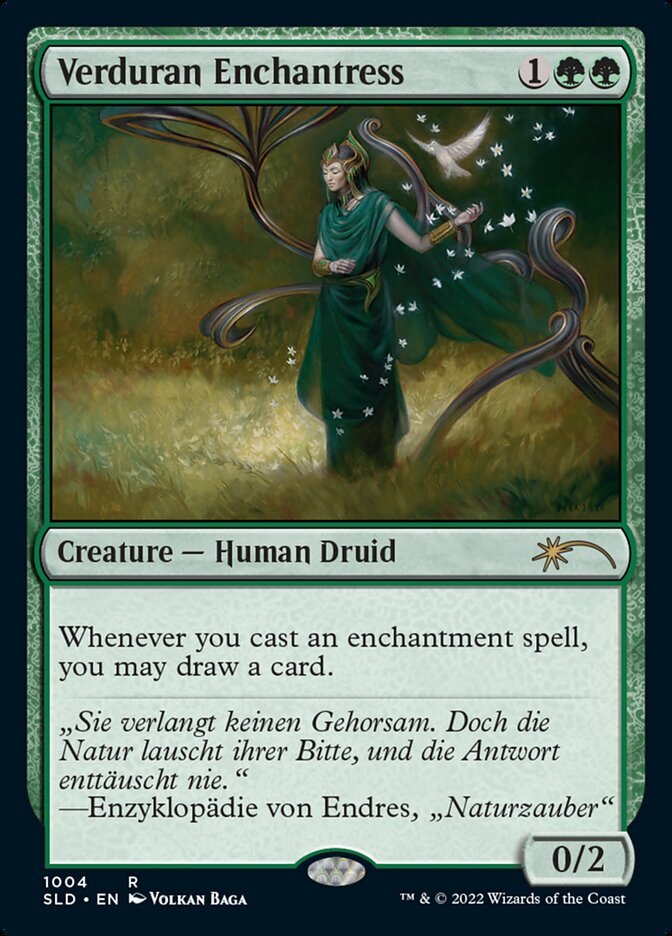 Verduran Enchantress 1
Creature — Human Druid
Whenever you cast an enchantment spell,
you may draw a card.
„Sie verlangt keinen Gehorsam. Doch die
Natur lauscht ihrer Bitte, und die Antwort
enttäuscht nie.“
—Enzyklopädie von Endres, „Naturzauber“
0/2
1004 R
SLD • EN Volkan Baga
™ & © 2022 Wizards of the Coast